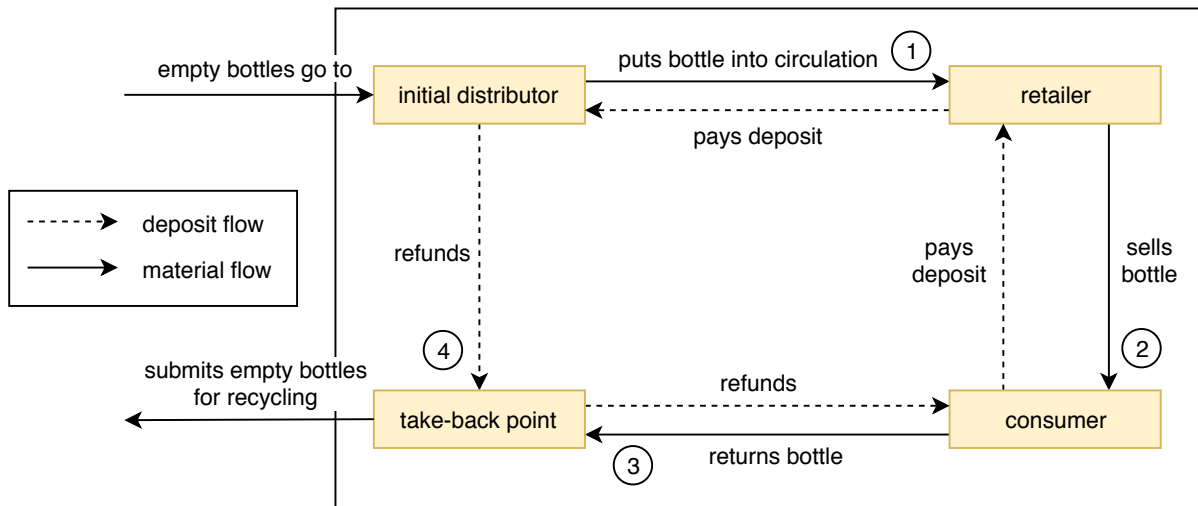 empty bottles go to
initial distributor
puts bottle into circulation
1
retailer
pays deposit
deposit flow
material flow
refunds
pays
deposit
sells
bottle
4
2
submits empty bottles
for recycling
take-back point
refunds
consumer
returns bottle
3